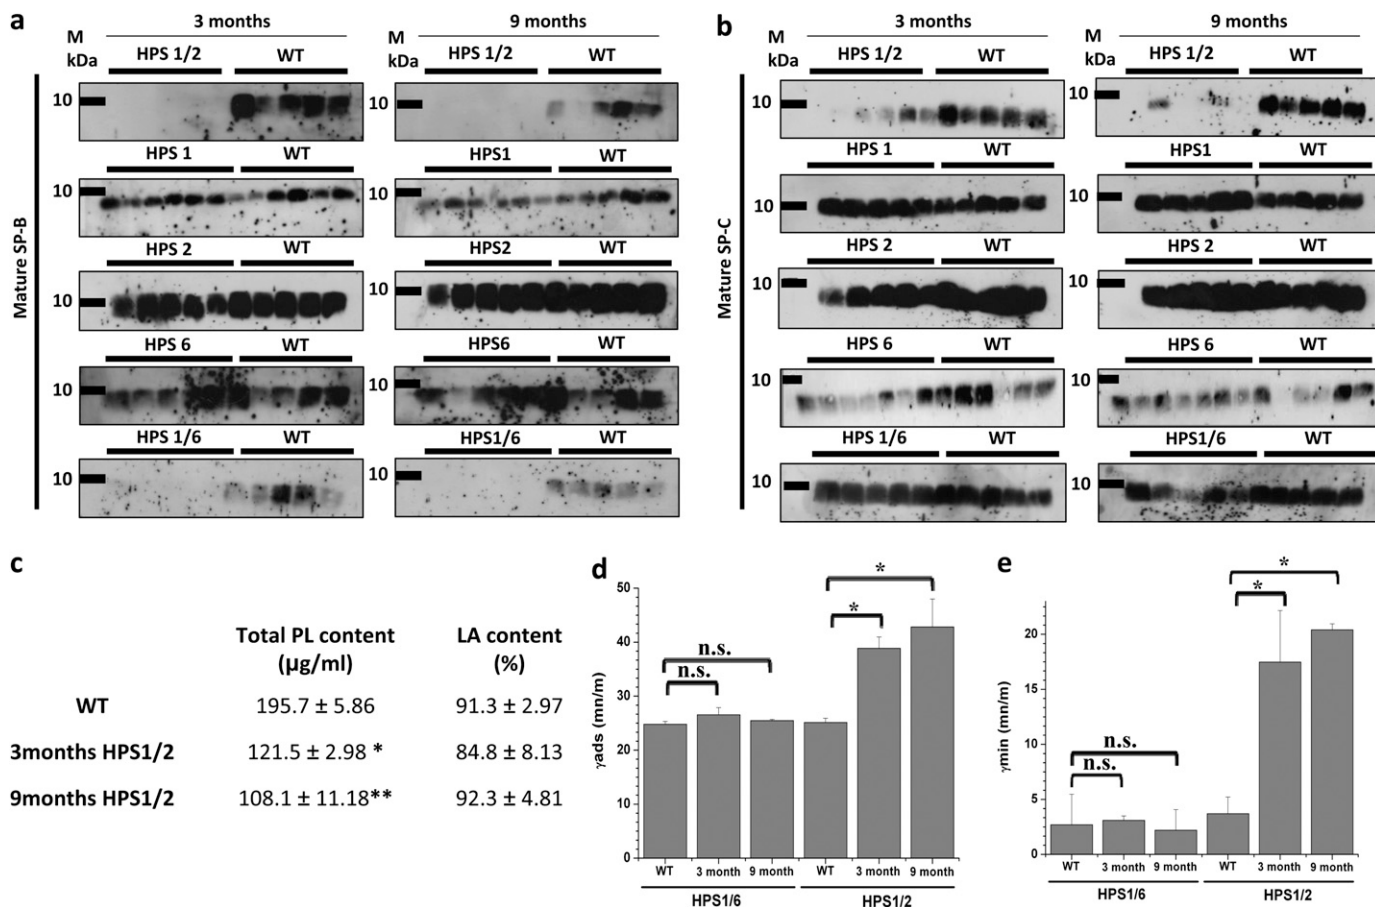 a
3 months
9 months
M
kDa
HPS 1/2
WT
M
kDa
HPS 1/2
WT
Mature SP-B
10
10
HPS 1
WT
HPS1
WT
10
10
HPS 2
WT
HPS2
WT
10
10
HPS 6
WT
HPS6
WT
10
10
HPS 1/6
WT
HPS1/6
WT
10
10
b
3 months
9 months
M
kDa
HPS 1/2
WT
M
kDa
HPS 1/2
WT
Mature SP-C
10
10
HPS 1
WT
HPS1
WT
10
10
HPS 2
WT
HPS 2
WT
10
10
HPS 6
WT
HPS 6
WT
10
10
HPS 1/6
WT
HPS1/6
WT
10
10
c
Total PL content
(µg/ml)
LA content
(%)
WT 195.7 ± 5.86 91.3 ± 2.97
3months HPS1/2 121.5 ± 2.98 * 84.8 ± 8.13
9months HPS1/2 108.1 ± 11.18** 92.3 ± 4.81
d
γads (mn/m)
50
40
30
20
10
0
n.s.
n.s.
*
*
WT 3 month 9 month WT 3 month 9 month
HPS1/6 HPS1/2
e
γmin (mn/m)
20
15
10
5
0
n.s.
n.s.
*
*
WT 3 month 9 month WT 3 month 9 month
HPS1/6 HPS1/2